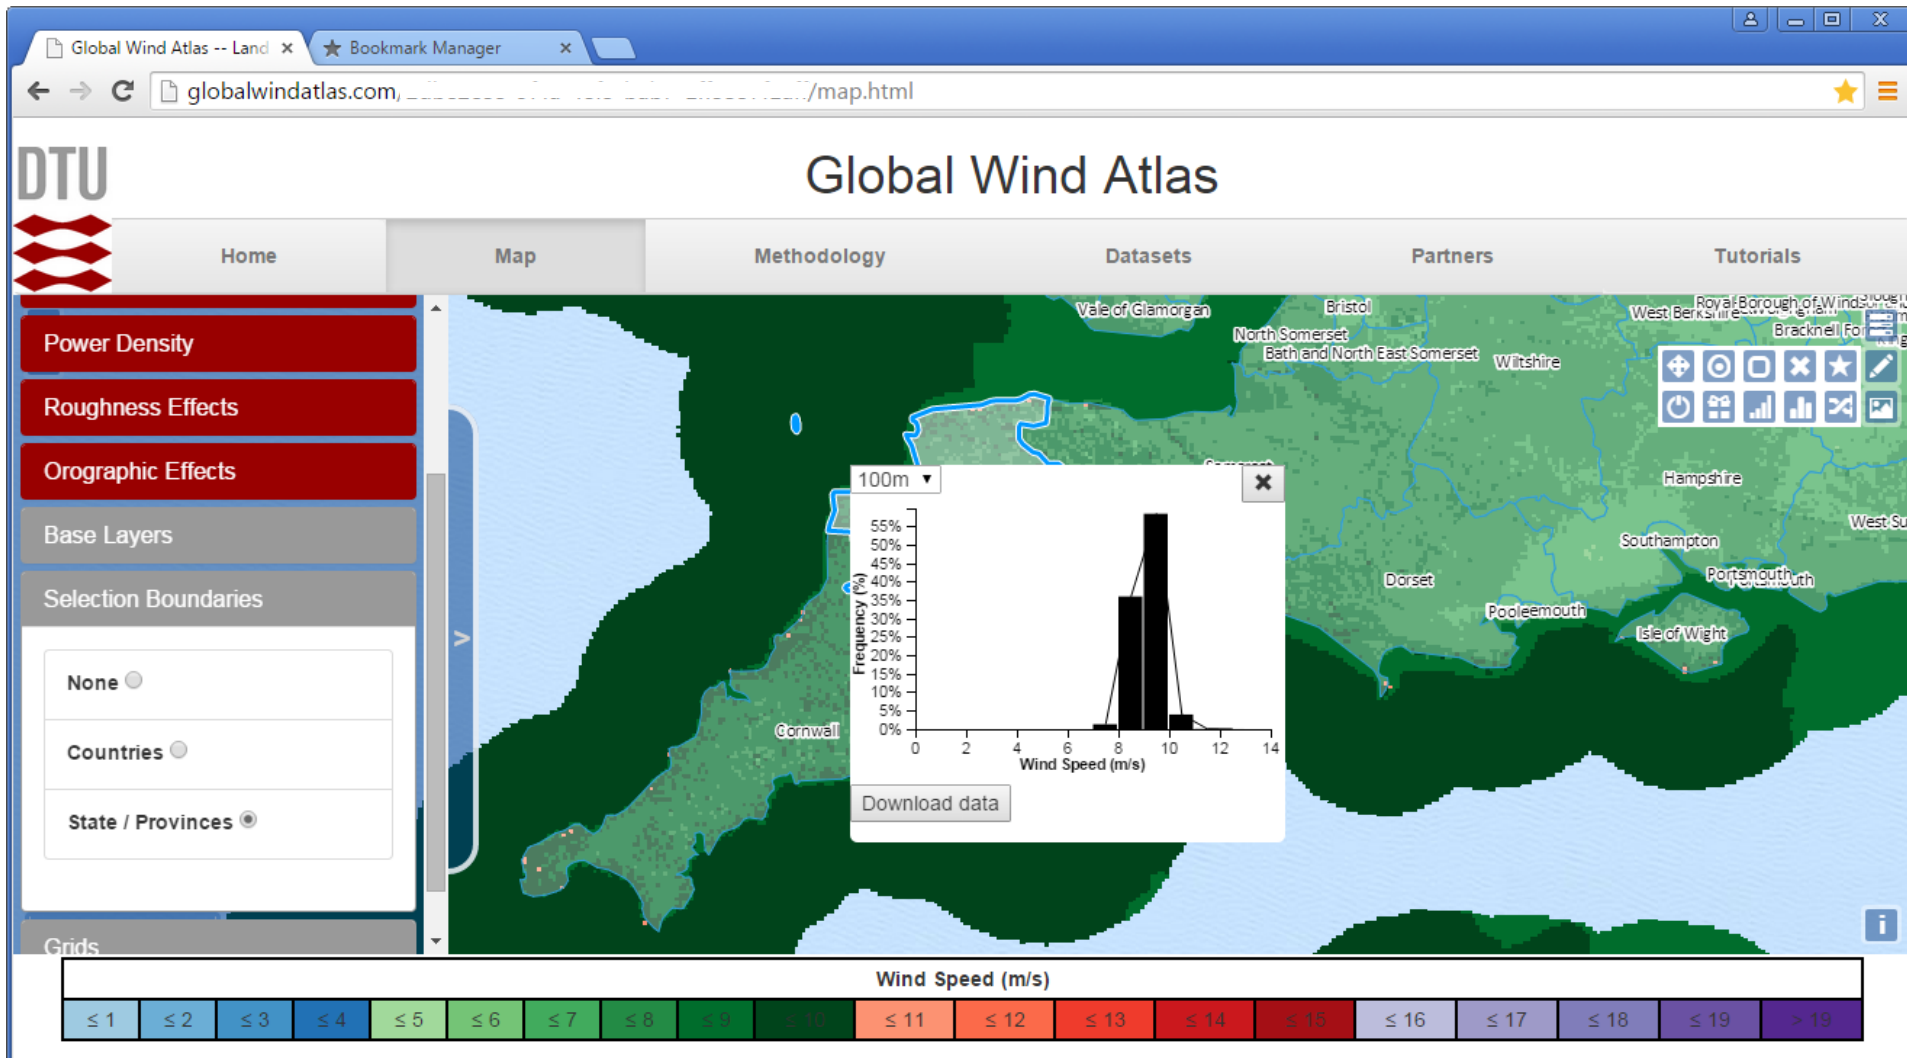 Global Wind Atlas -- Land
Bookmark Manager
globalwindatlas.com/ /map.html
DTU
Global Wind Atlas
Home Map Methodology Datasets Partners Tutorials
Power Density
Roughness Effects
Orographic Effects
Base Layers
Selection Boundaries
None
Countries
State / Provinces
Grids
>
Vale of Glamorgan
Bristol
North Somerset
Bath and North East Somerset
Wiltshire
West Berkshire
Royal Borough of Windsor
Bracknell
Hampshire
West Su
Southampton
Portsmouth
Dorset
Isle of Wight
Cornwall
100m
Frequency (%)
55%
50%
45%
40%
35%
30%
25%
20%
15%
10%
5%
0%
0 2 4 6 8 10 12 14
Wind Speed (m/s)
Download data
i
Wind Speed (m/s)
≤ 1 ≤ 2 ≤ 3 ≤ 4 ≤ 5 ≤ 6 ≤ 7 ≤ 8 ≤ 9 ≤ 10 ≤ 11 ≤ 12 ≤ 13 ≤ 14 ≤ 15 ≤ 16 ≤ 17 ≤ 18 ≤ 19 > 19